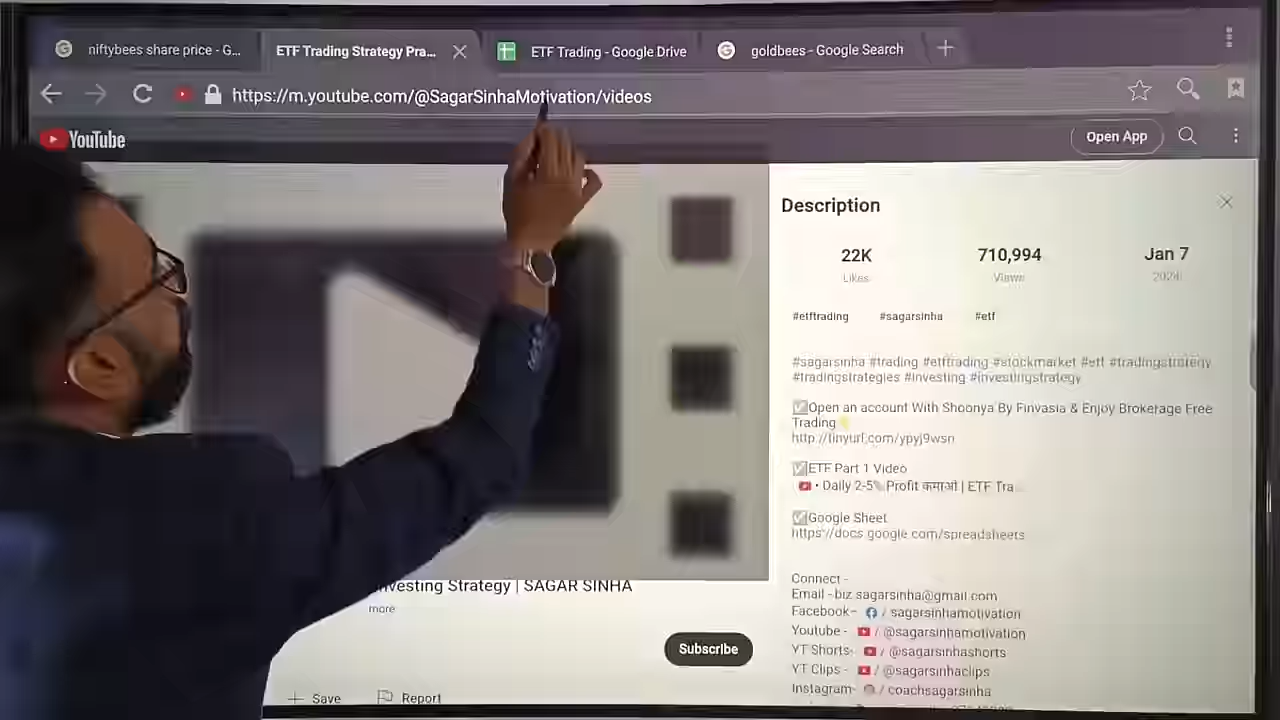 niftybees share price - G...
ETF Trading Strategy Pra...
ETF Trading - Google Drive
goldbees - Google Search
https://m.youtube.com/@SagarSinhaMotivation/videos
YouTube
Open App
Description
22K
710,994
Jan 7
Likes
Views
2024
#etftrading #sagarsinha #etf
#sagarsinha #trading #etftrading #stockmarket #etf #tradingstrategy
#tradingstrategies #investing #investingstrategy
Open an account With Shoonya By Finvasia & Enjoy Brokerage Free
Trading
http://tinyurl.com/ypyj9wsn
ETF Part 1 Video
• Daily 2-5% Profit कमाओ | ETF Tra...
Google Sheet
https://docs.google.com/spreadsheets
Connect -
Email - biz.sagarsinha@gmail.com
Facebook- / sagarsinhamotivation
Youtube - / @sagarsinhamotivation
YT Shorts- / @sagarsinhashorts
YT Clips - / @sagarsinhaclips
Instagram- / coachsagarsinha
Investing Strategy | SAGAR SINHA
more
Subscribe
Save
Report